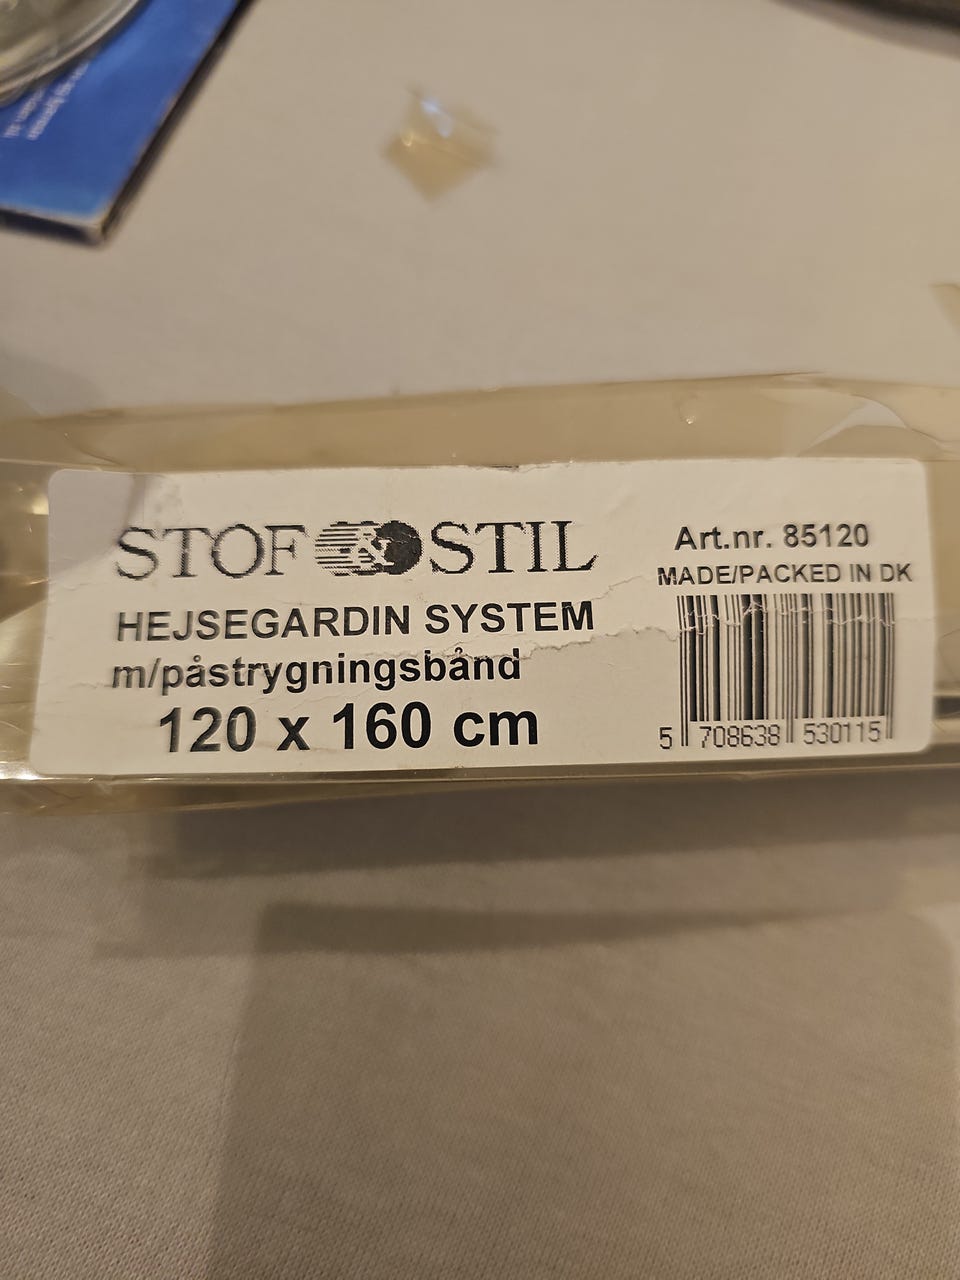 STOF & STIL
HEJSEGARDIN SYSTEM
m/påstrygningsbånd
120 x 160 cm
Art.nr. 85120
MADE/PACKED IN DK
5 708638 530115